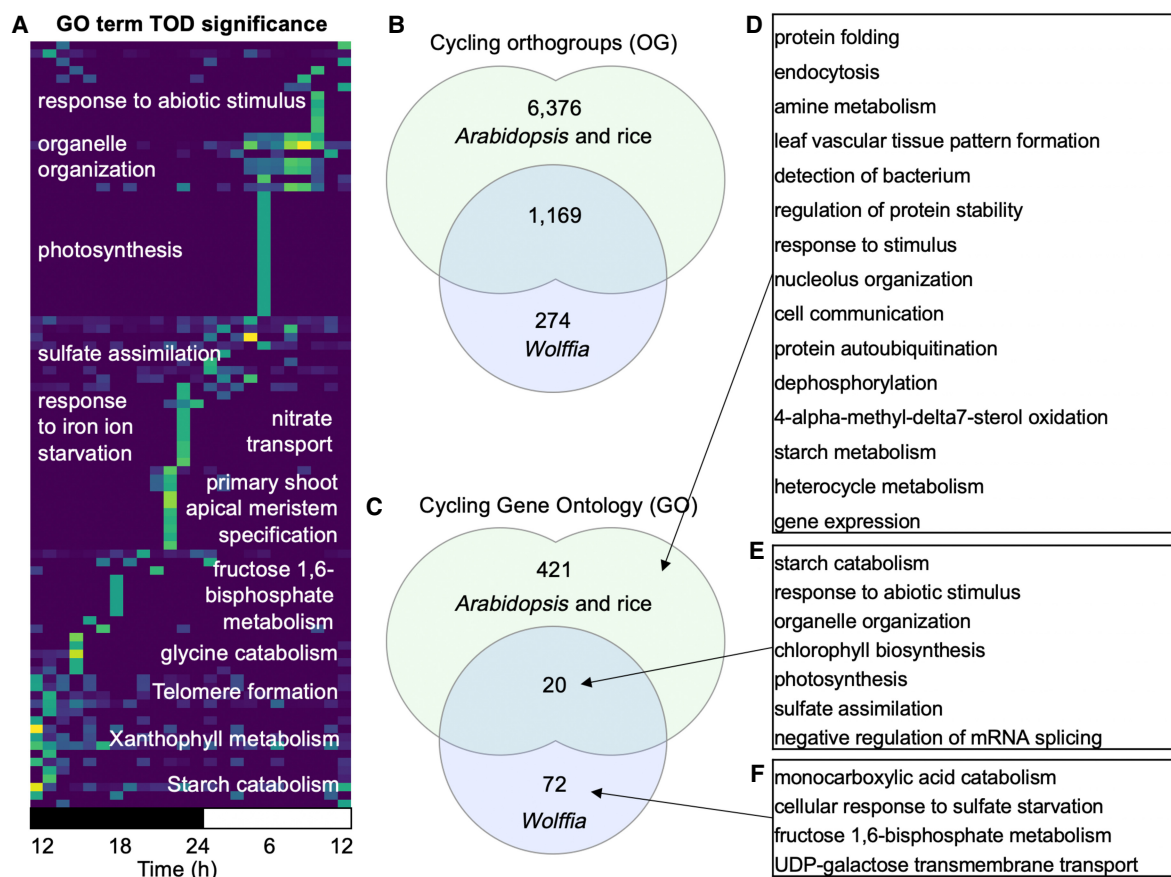 A
GO term TOD significance
response to abiotic stimulus
organelle
organization
photosynthesis
sulfate assimilation
response
to iron ion
starvation
nitrate
transport
primary shoot
apical meristem
specification
fructose 1,6-
bisphosphate
metabolism
glycine catabolism
Telomere formation
Xanthophyll metabolism
Starch catabolism
12 18 24 6 12
Time (h)
B
Cycling orthogroups (OG)
6,376
Arabidopsis and rice
1,169
274
Wolffia
C
Cycling Gene Ontology (GO)
421
Arabidopsis and rice
20
72
Wolffia
D
protein folding
endocytosis
amine metabolism
leaf vascular tissue pattern formation
detection of bacterium
regulation of protein stability
response to stimulus
nucleolus organization
cell communication
protein autoubiquitination
dephosphorylation
4-alpha-methyl-delta7-sterol oxidation
starch metabolism
heterocycle metabolism
gene expression
E
starch catabolism
response to abiotic stimulus
organelle organization
chlorophyll biosynthesis
photosynthesis
sulfate assimilation
negative regulation of mRNA splicing
F
monocarboxylic acid catabolism
cellular response to sulfate starvation
fructose 1,6-bisphosphate metabolism
UDP-galactose transmembrane transport